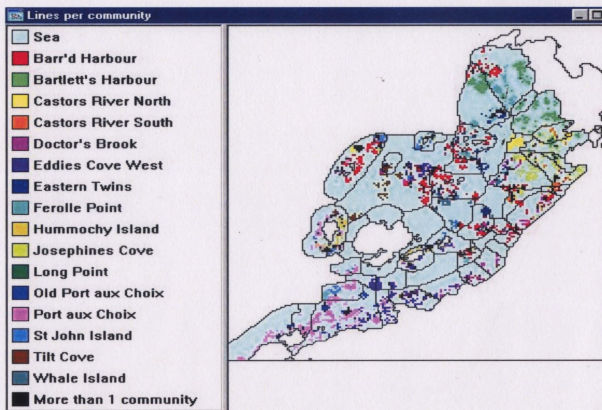 Lines per community
Sea
Barr'd Harbour
Bartlett's Harbour
Castors River North
Castors River South
Doctor's Brook
Eddies Cove West
Eastern Twins
Ferolle Point
Hummochy Island
Josephines Cove
Long Point
Old Port aux Choix
Port aux Choix
St John Island
Tilt Cove
Whale Island
More than 1 community